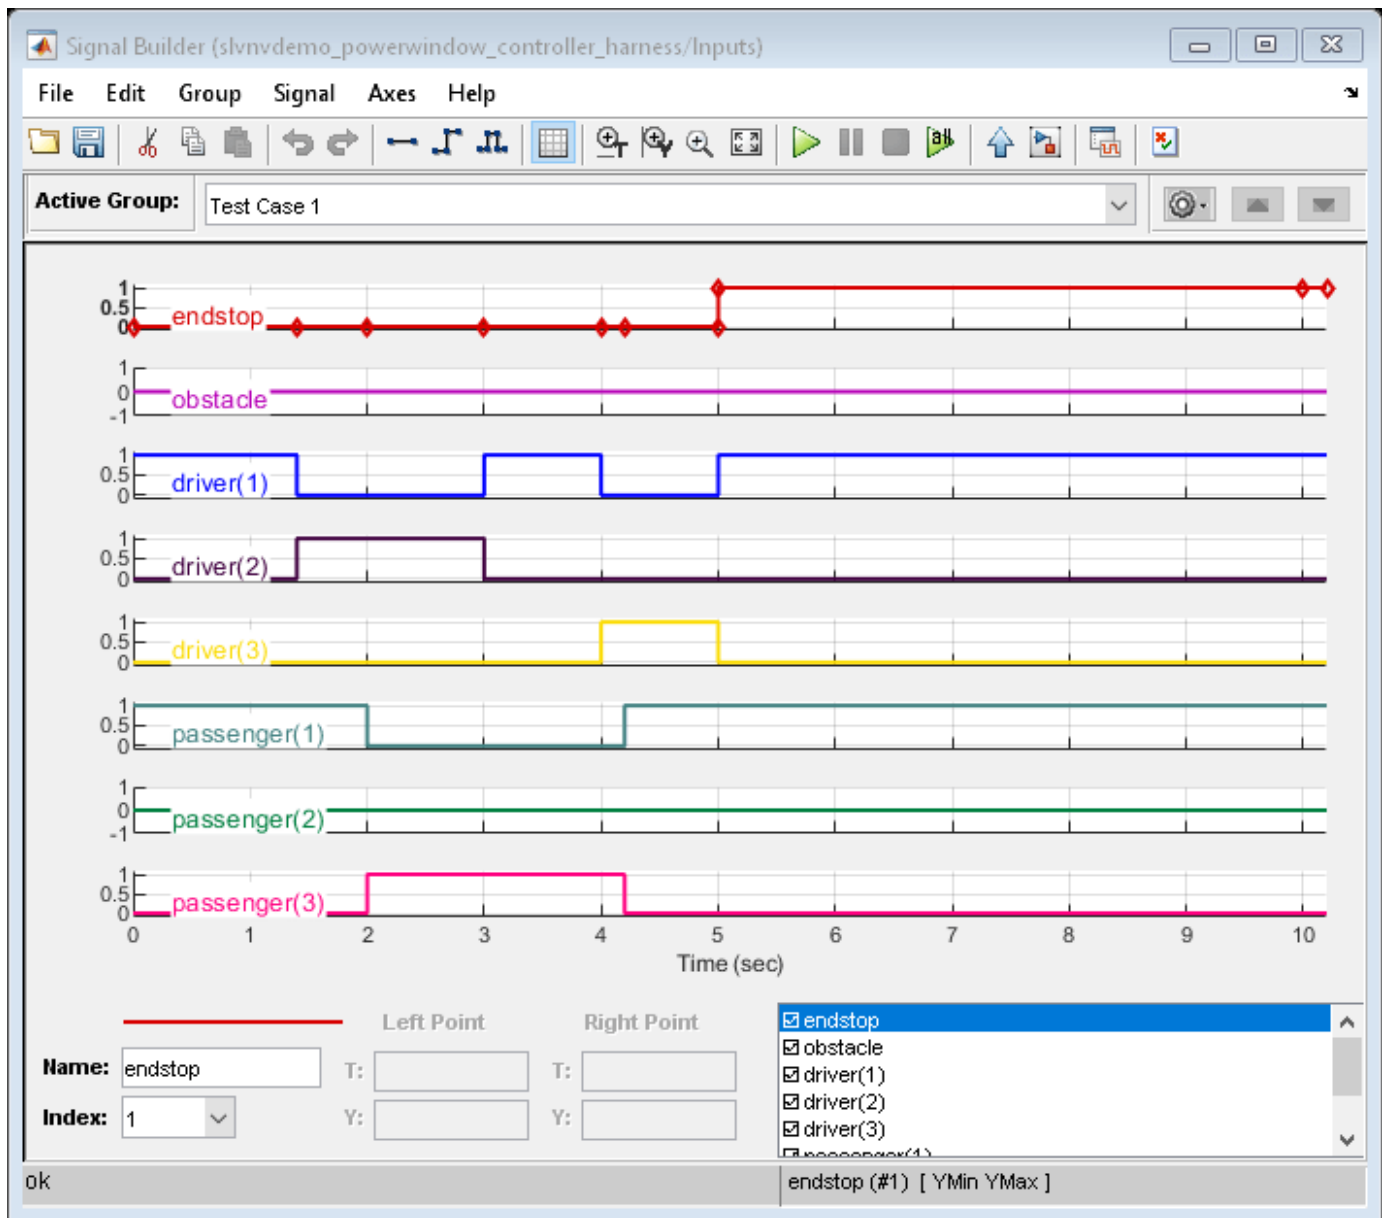 Signal Builder (slvnvdemo_powerwindow_controller_harness/Inputs)
File Edit Group Signal Axes Help
Active Group: Test Case 1
1
0.5
0
endstop
1
0
-1
obstacle
1
0.5
0
driver(1)
1
0.5
0
driver(2)
1
0.5
0
driver(3)
1
0.5
0
passenger(1)
1
0
-1
passenger(2)
1
0.5
0
passenger(3)
0 1 2 3 4 5 6 7 8 9 10
Time (sec)
Left Point Right Point
Name: endstop T: T:
Index: 1 Y: Y:
endstop
obstacle
driver(1)
driver(2)
driver(3)
passenger(1)
ok
endstop (#1) [ YMin YMax ]